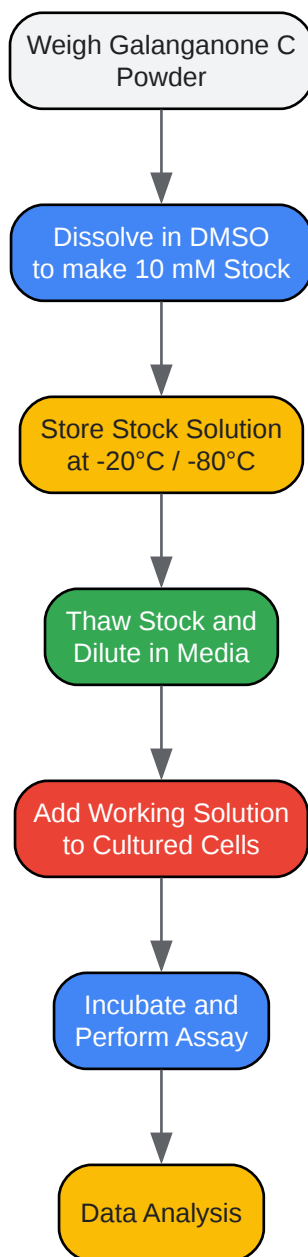 Weigh Galanganone C
Powder
Dissolve in DMSO
to make 10 mM Stock
Store Stock Solution
at -20°C / -80°C
Thaw Stock and
Dilute in Media
Add Working Solution
to Cultured Cells
Incubate and
Perform Assay
Data Analysis